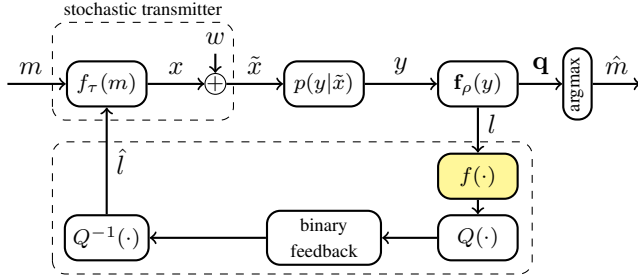 stochastic transmitter
m
f_τ(m)
x
w
+
x̃
p(y|x̃)
y
𝐟_ρ(y)
𝐪
argmax
m̂
l
f(·)
Q(·)
binary
feedback
Q⁻¹(·)
l̂